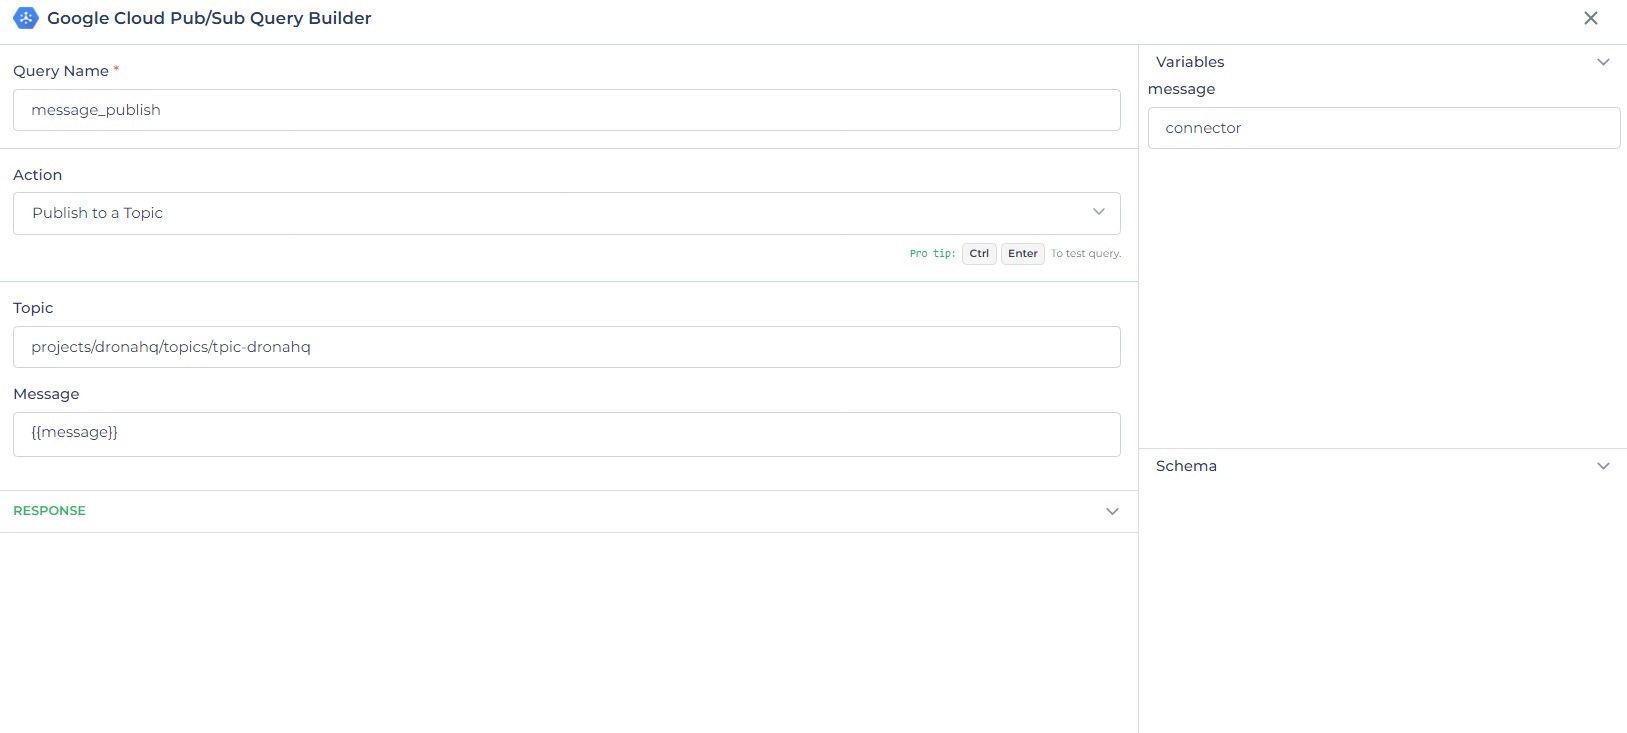 Google Cloud Pub/Sub Query Builder
Query Name *
message_publish
Action
Publish to a Topic
Pro tip: Ctrl Enter To test query.
Topic
projects/dronahq/topics/tpic-dronahq
Message
{{message}}
RESPONSE
Variables
message
connector
Schema